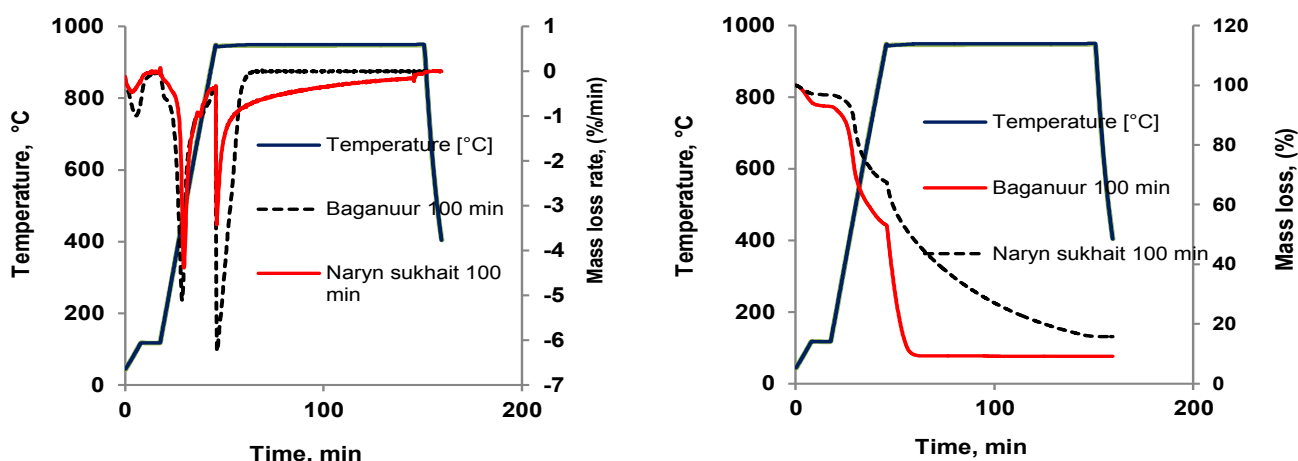 1000
800
600
400
200
0
Temperature, °C
1
0
-1
-2
-3
-4
-5
-6
-7
Mass loss rate, (%/min)
Temperature [°C]
Baganuur 100 min
Naryn sukhait 100
min
0
100
200
Time. min
1000
800
600
400
200
0
Temperature, °C
120
100
80
60
40
20
0
Mass loss, (%)
Temperature [°C]
Baganuur 100 min
Naryn sukhait 100 min
0
100
200
Time, min